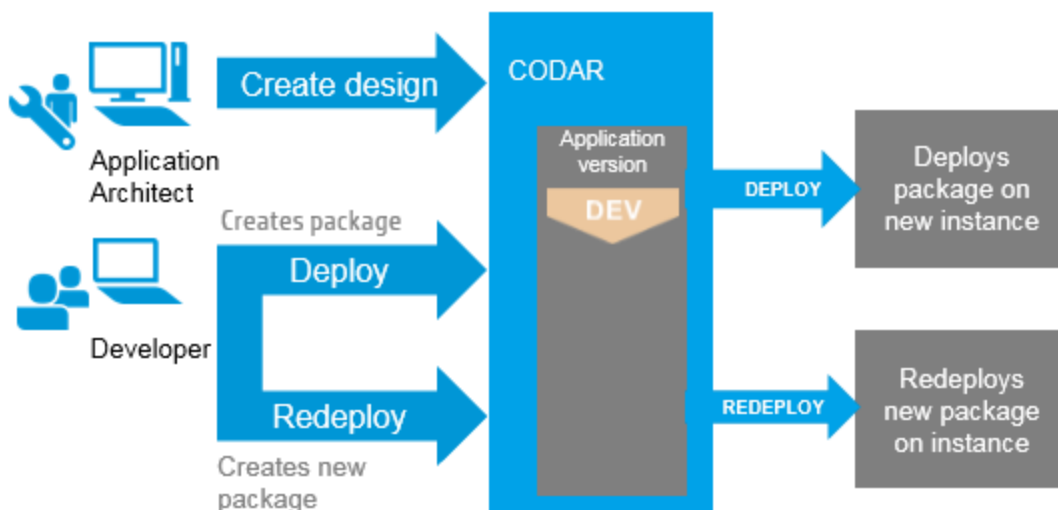 Create design
CODAR
Application
Architect
Application
version
DEV
DEPLOY
Deploys
package on
new instance
Creates package
Deploy
Developer
Redeploy
Creates new
package
REDEPLOY
Redeploys
new package
on instance